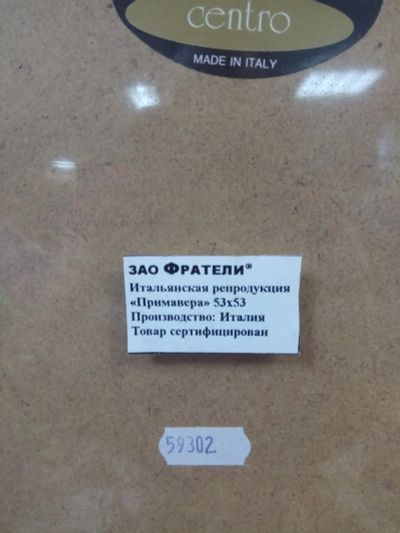 centro
MADE IN ITALY
ЗАО ФРАТЕЛИ®
Итальянская репродукция
«Примавера» 53х53
Производство: Италия
Товар сертифицирован
59302